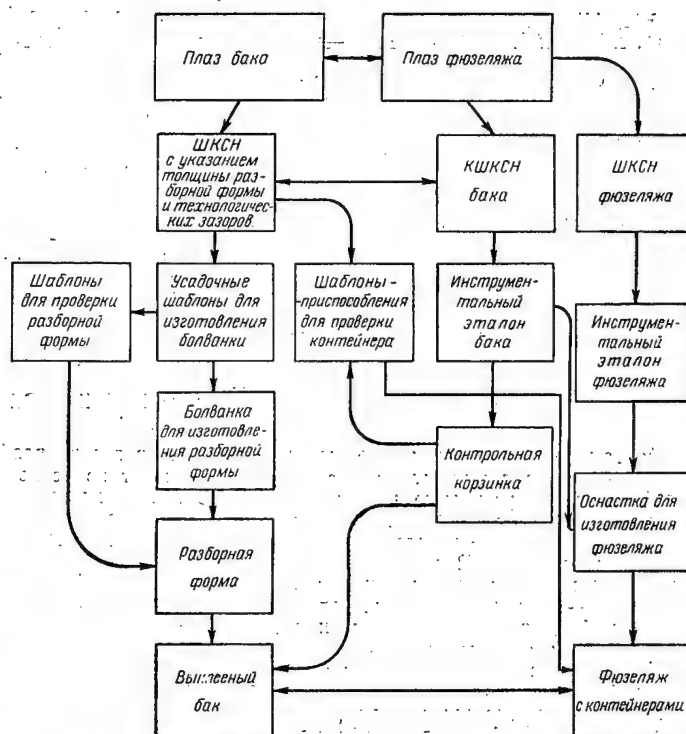 Плаз бака
Плаз фюзеляжа
ШКСН
с указанием
толщины раз-
борной формы
и технологичес-
ких зазоров.
КШКСН
бака
ШКСН
фюзеляжа
Шаблоны
для проверки
разборной
формы
Усадочные
шаблоны для
изготовления
болванки
Шаблоны -
-приспособления
для проверки
контейнера
Инструмен-
тальный
эталон
бака
Инструмен-
тальный
эталон
фюзеляжа
Болванка
для изготовле-
ния разборной
формы
Контрольная
корзинка
Оснастка для
изготовления
фюзеляжа
Разборная
форма
бак
Фюзеляж
с контейнерами